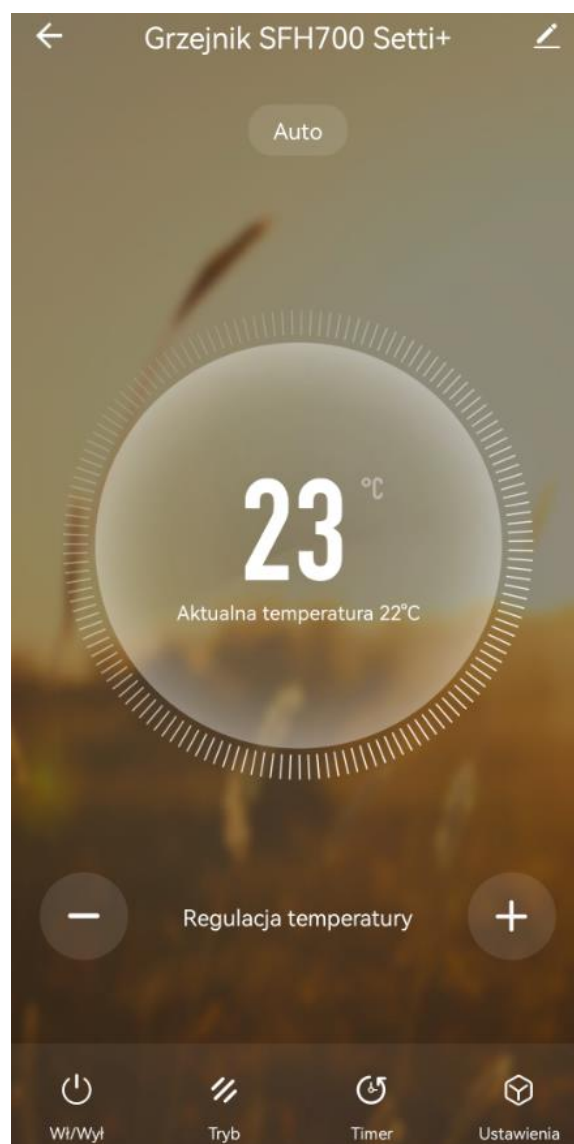 Grzejnik SFH700 Setti+
Auto
23 °C
Aktualna temperatura 22°C
Regulacja temperatury
Wł/Wył Tryb Timer Ustawienia